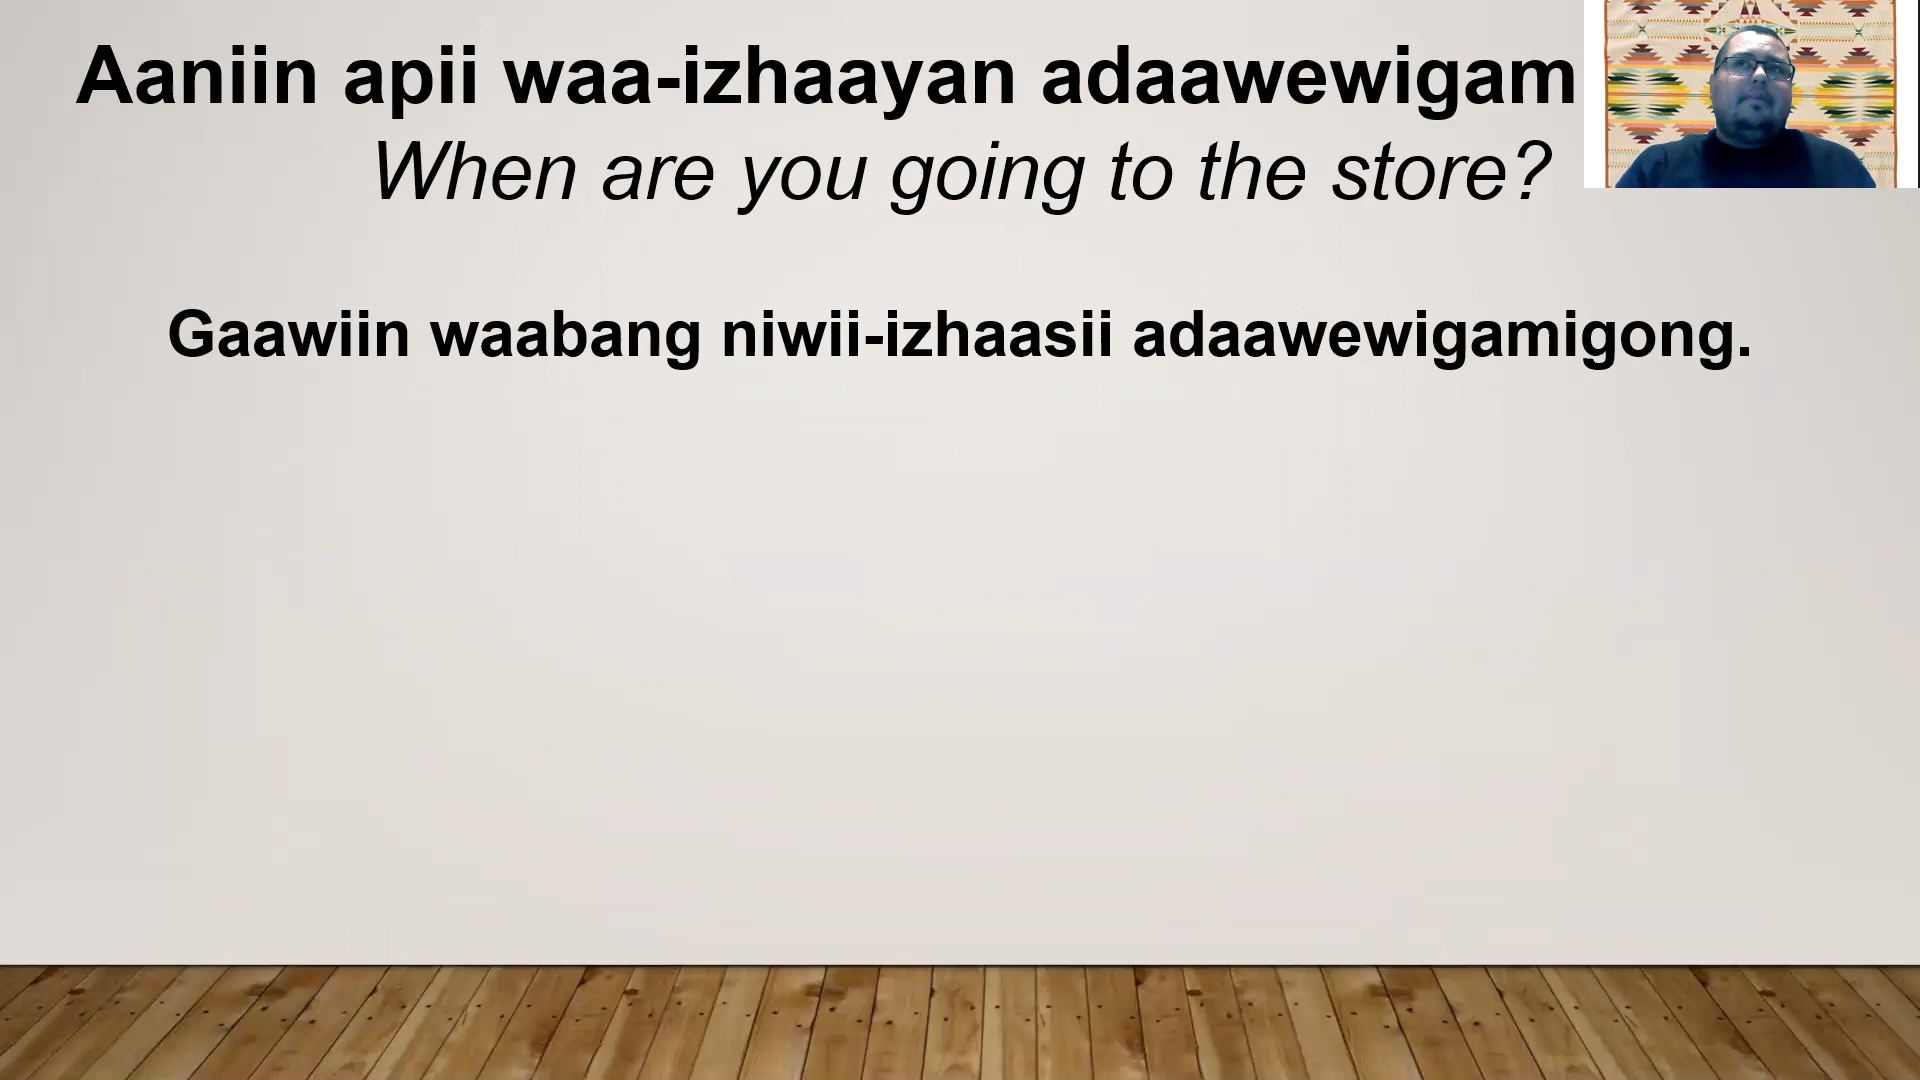 Aaniin apii waa-izhaayan adaawewigam
When are you going to the store?
Gaawiin waabang niwii-izhaasii adaawewigamigong.